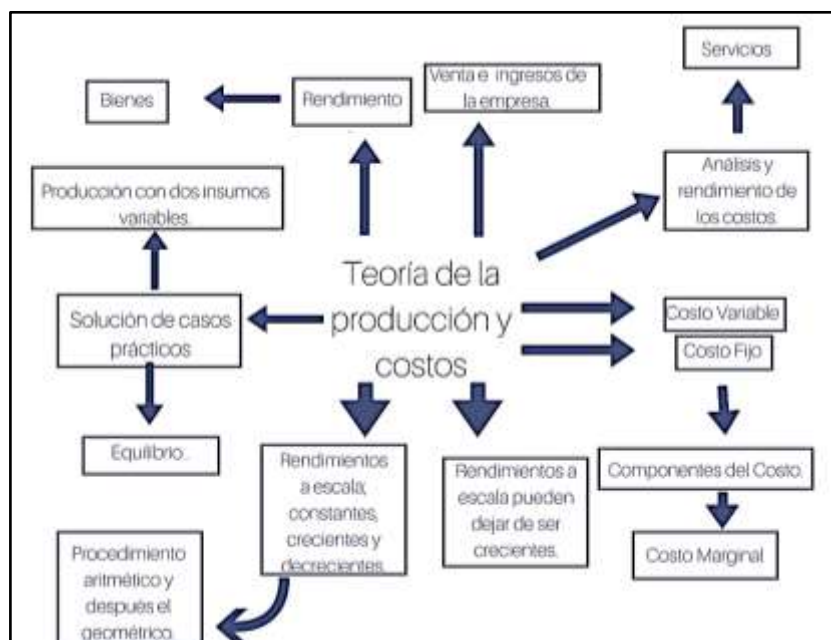 Servicios
Bienes
Rendimiento
Venta e ingresos de
la empresa.
Análisis y
rendimiento de
los costos.
Producción con dos insumos
variables.
Teoría de la
producción y
costos
Solución de casos
prácticos
Costo Variable
Costo Fijo
Equilibrio..
Rendimientos
a escala,
constantes,
crecientes y
decrecientes.
Rendimientos a
escala pueden
dejar de ser
crecientes.
Componentes del Costo.
Costo Marginal
Procedimiento
aritmético y
después el
geométrico.